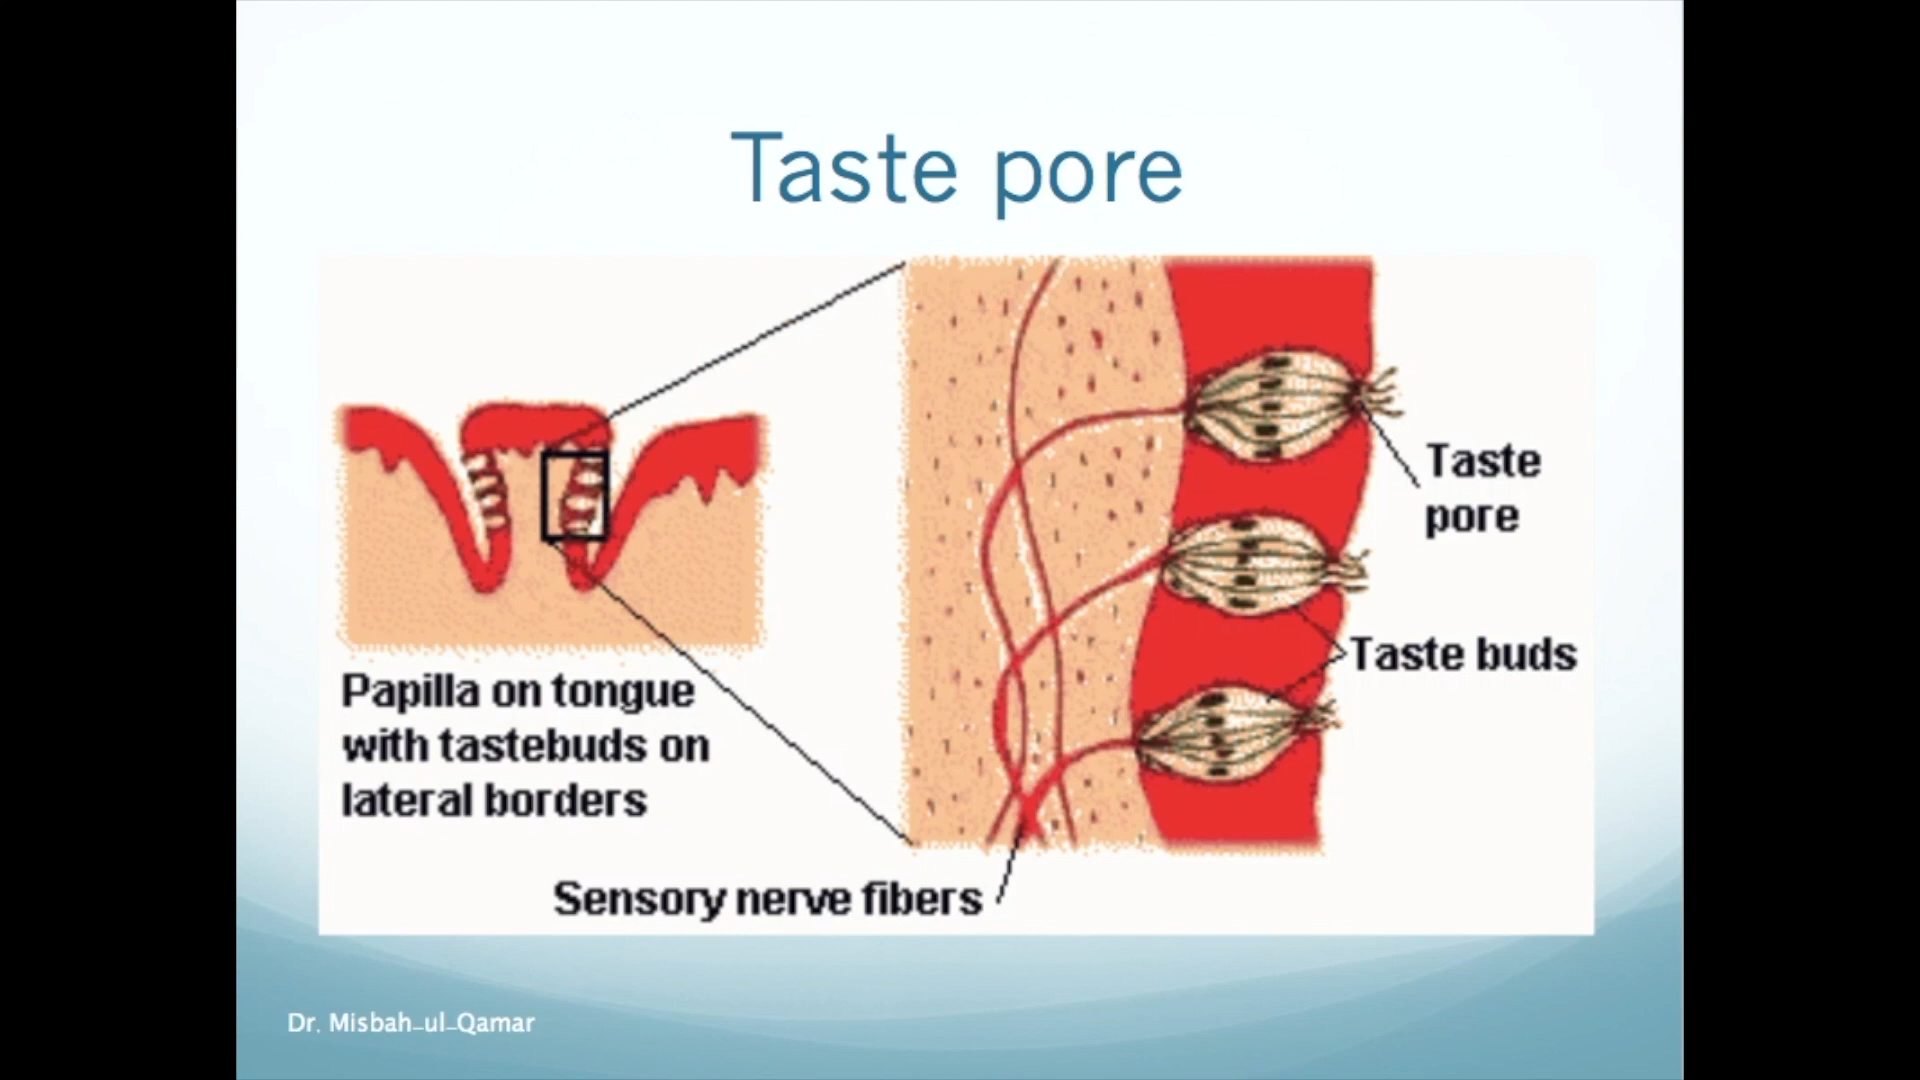 Taste pore
Taste
pore
Taste buds
Papilla on tongue
with tastebuds on
lateral borders
Sensory nerve fibers
Dr. Misbah-ul-Qamar